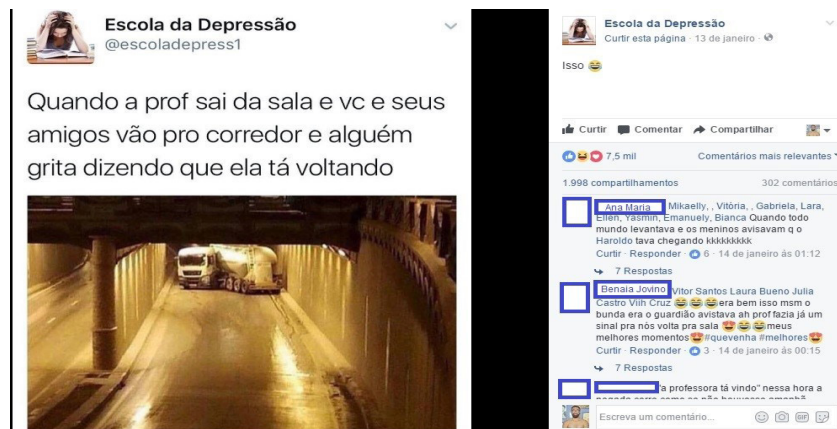 Escola da Depressão
@escoladepress1
Quando a prof sai da sala e vc e seus
amigos vão pro corredor e alguém
grita dizendo que ela tá voltando
Escola da Depressão
Curtir esta página · 13 de janeiro ·
Isso 😂
Curtir Comentar Compartilhar
7,5 mil Comentários mais relevantes
1.998 compartilhamentos 302 comentários
Ana Maria Mikaelly, , Vitória, , Gabriela, Lara,
Ellen, Yasmin, Emanuely, Bianca Quando todo
mundo levantava e os meninos avisavam q o
Haroldo tava chegando kkkkkkkkk
Curtir · Responder · 6 · 14 de janeiro às 01:12
7 Respostas
Benaia Jovino Vitor Santos Laura Bueno Julia
Castro Viih Cruz 😂😂😂era bem isso msm o
bunda era o guardião avistava ah prof fazia já um
sinal pra nós volta pra sala 😍😂😂meus
melhores momentos😍#quevenha #melhores😍
Curtir · Responder · 3 · 14 de janeiro às 00:15
7 Respostas
"a professora tá vindo" nessa hora a
Escreva um comentário...
GIF